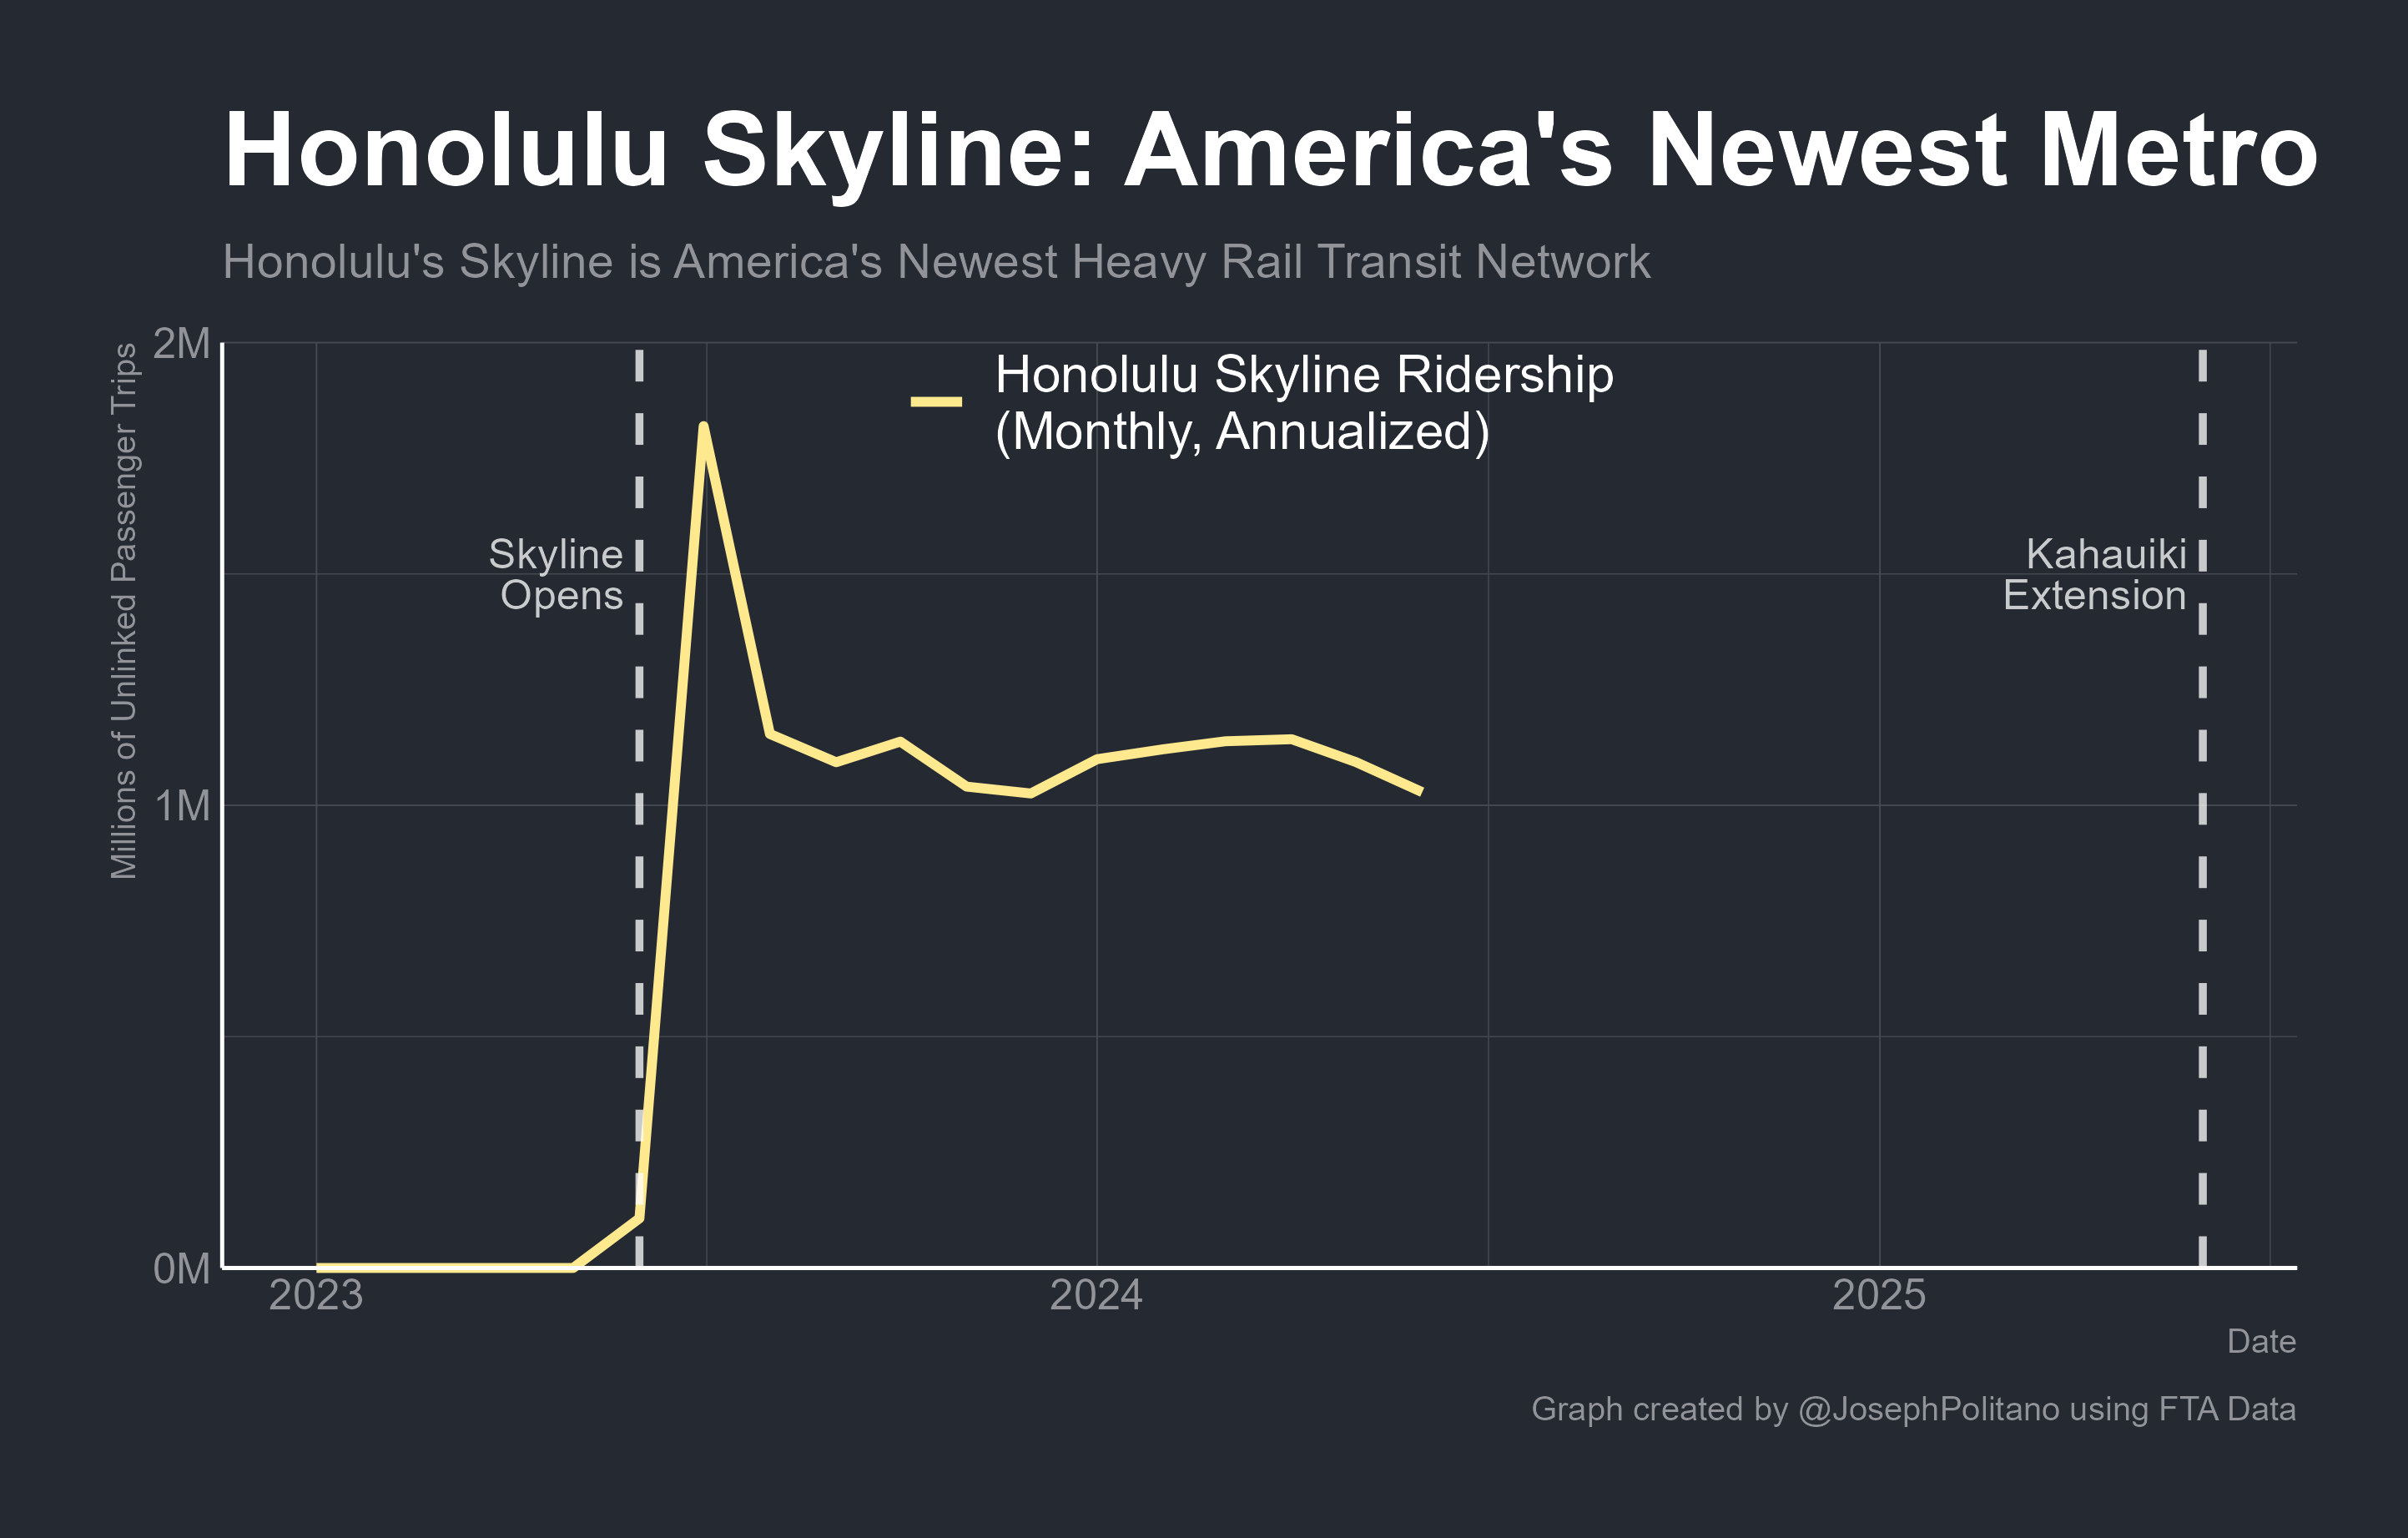 Honolulu Skyline: America's Newest Metro
Honolulu's Skyline is America's Newest Heavy Rail Transit Network
Millions of Unlinked Passenger Trips
2M
1M
0M
Honolulu Skyline Ridership
(Monthly, Annualized)
Skyline
Opens
Kahauiki
Extension
2023
2024
2025
Date
Graph created by @JosephPolitano using FTA Data